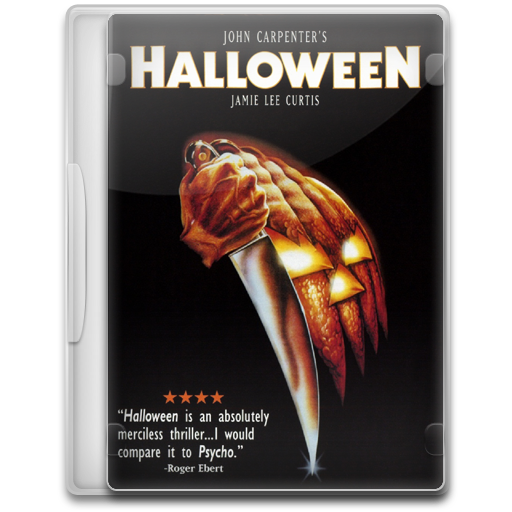 JOHN CARPENTER'S
HALLOWEEN
JAMIE LEE CURTIS
★★★★
“Halloween is an absolutely
merciless thriller...I would
compare it to Psycho.”
-Roger Ebert